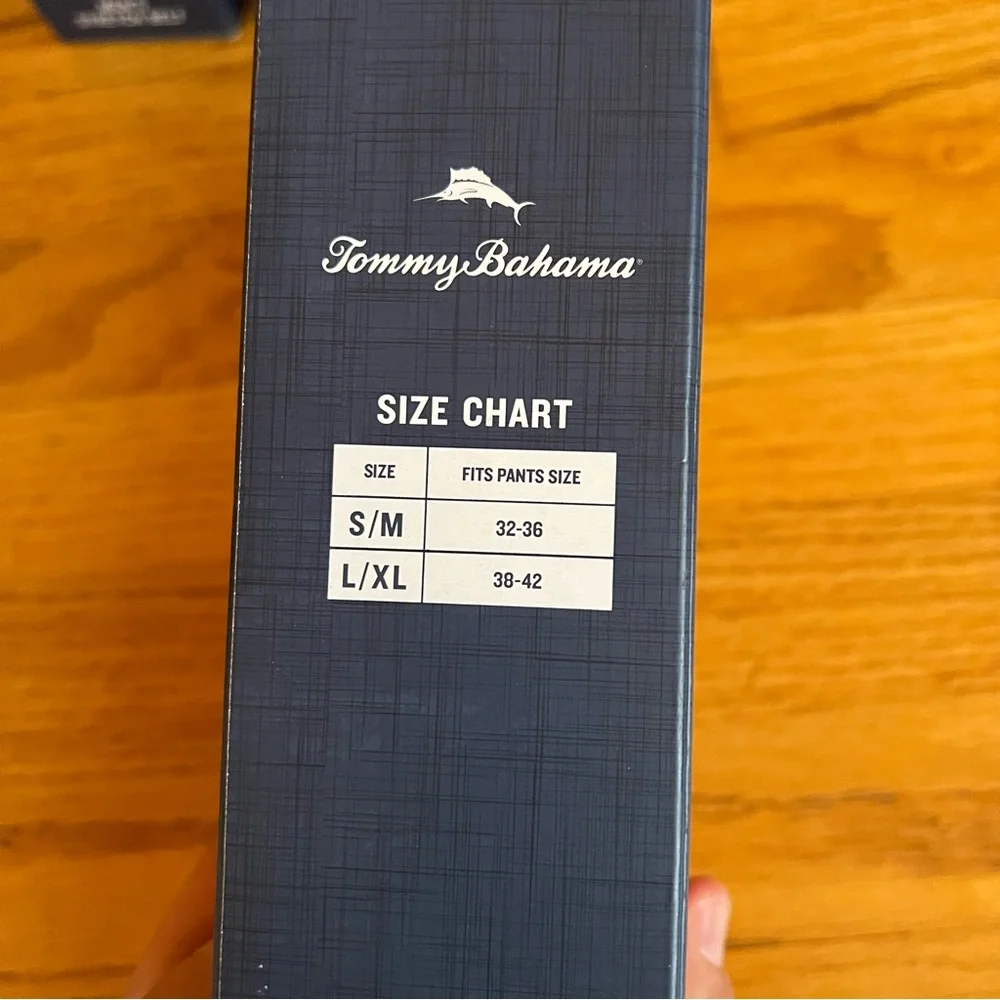 Tommy Bahama
SIZE CHART
SIZE FITS PANTS SIZE
S/M 32-36
L/XL 38-42